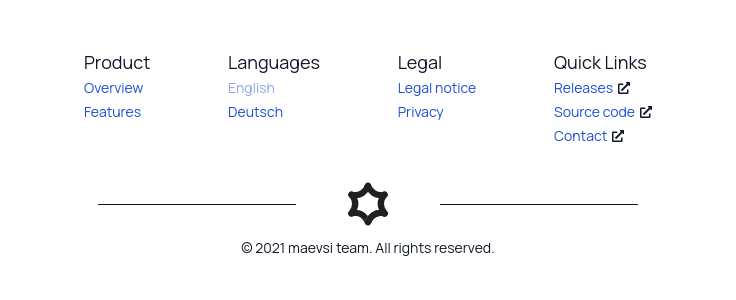 Product
Overview
Features
Languages
English
Deutsch
Legal
Legal notice
Privacy
Quick Links
Releases
Source code
Contact
© 2021 maevsi team. All rights reserved.